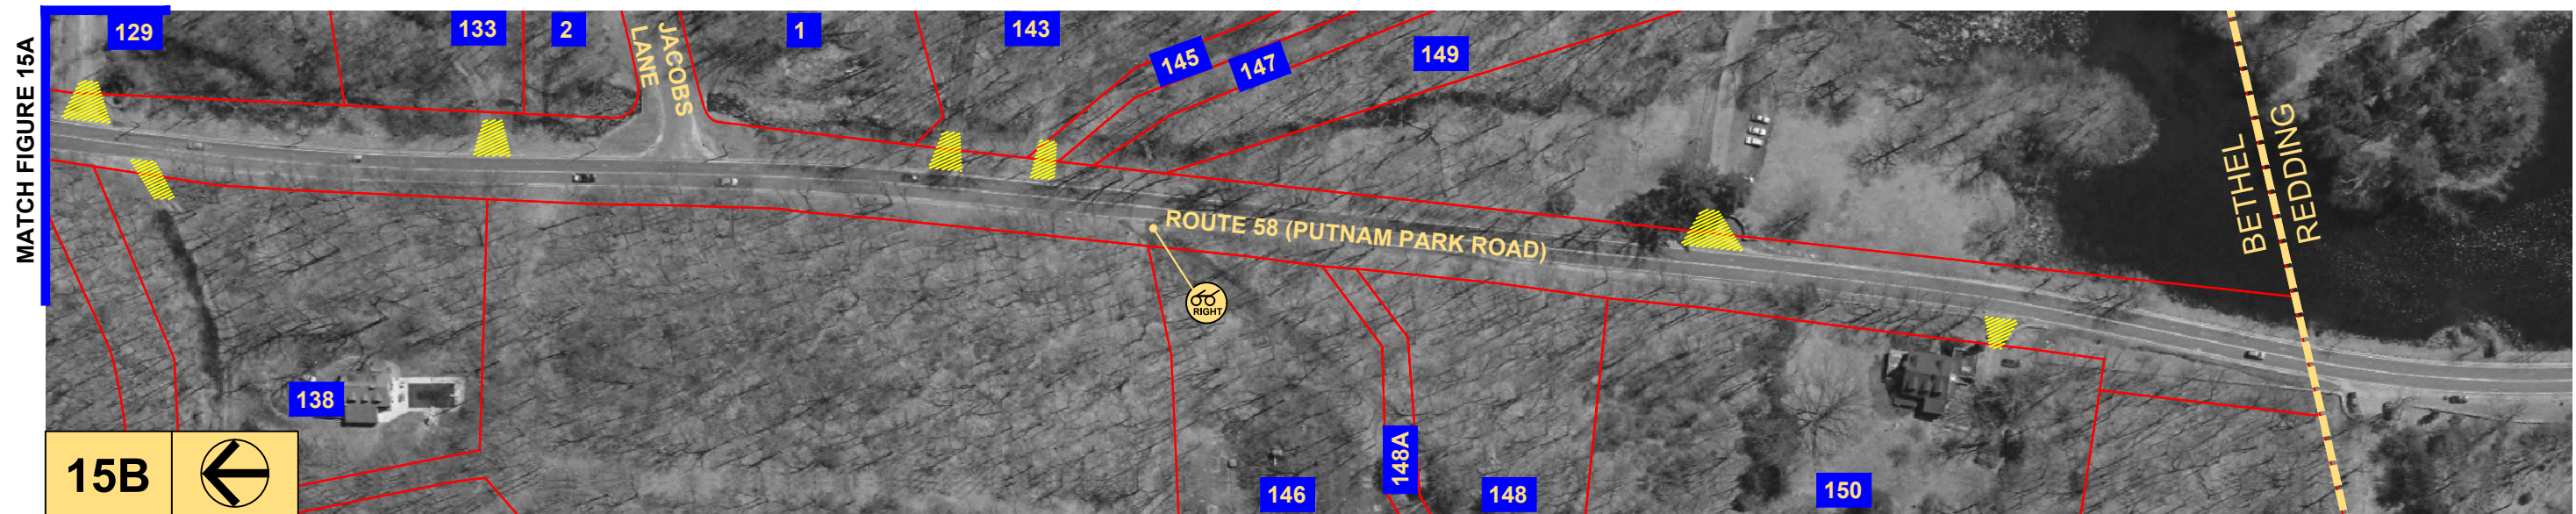 MATCH FIGURE 15A
129
133
2
JACOBS
LANE
1
143
145
147
149
BETHEL
REDDING
ROUTE 58 (PUTNAM PARK ROAD)
RIGHT
138
15B
146
148A
148
150